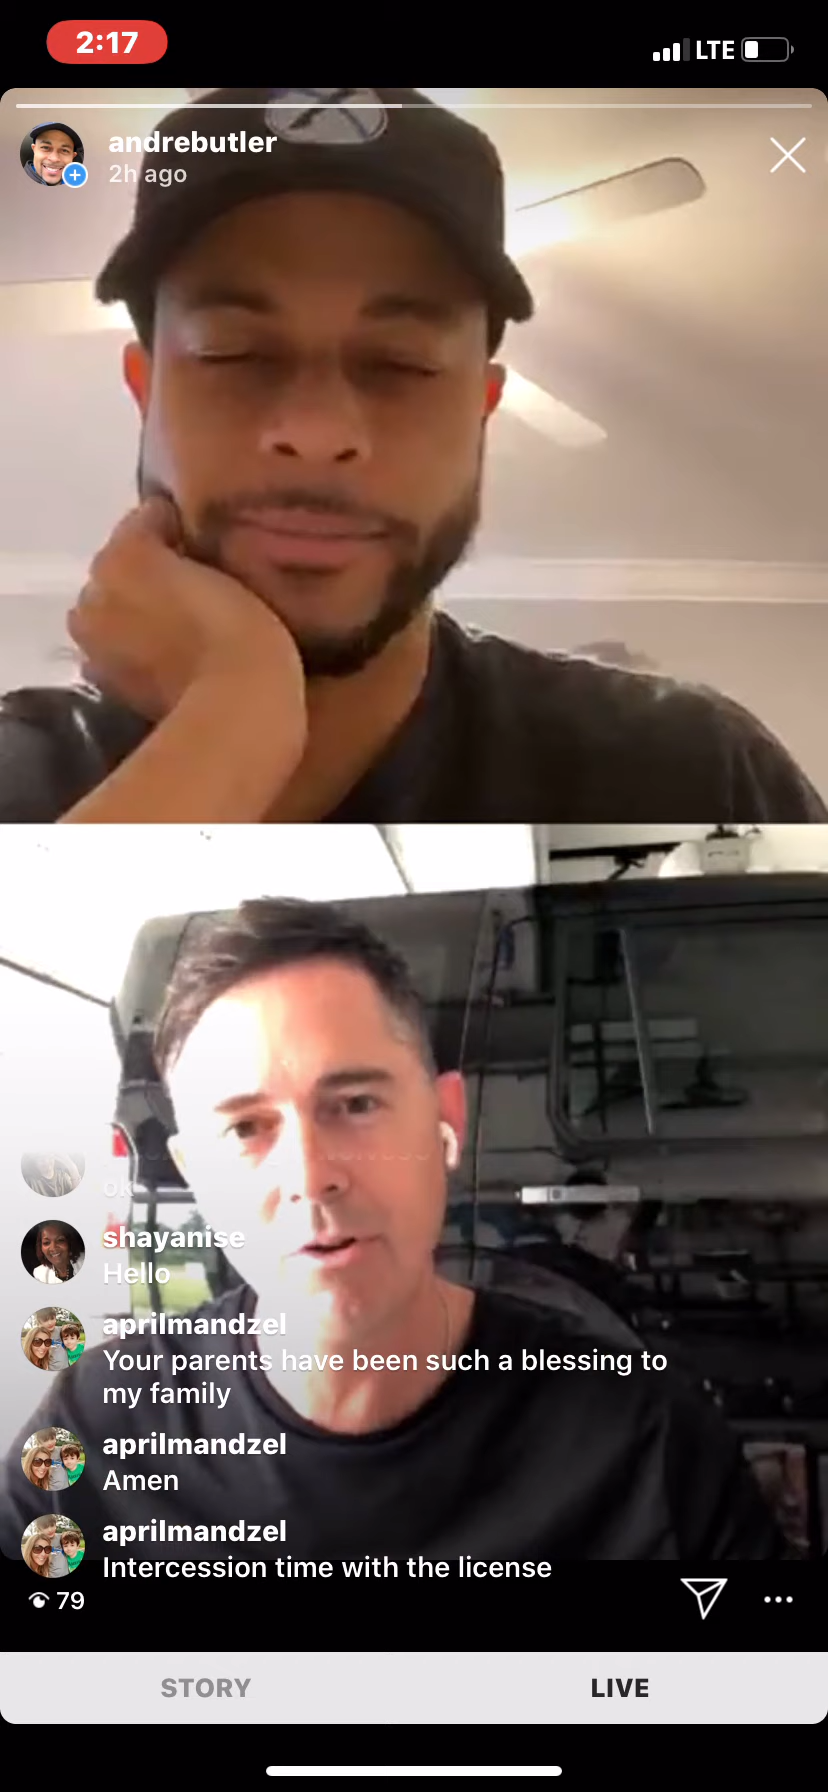 2:17
LTE
andrebutler
2h ago
ok
shayanise
Hello
aprilmandzel
Your parents have been such a blessing to
my family
aprilmandzel
Amen
aprilmandzel
Intercession time with the license
79
STORY
LIVE